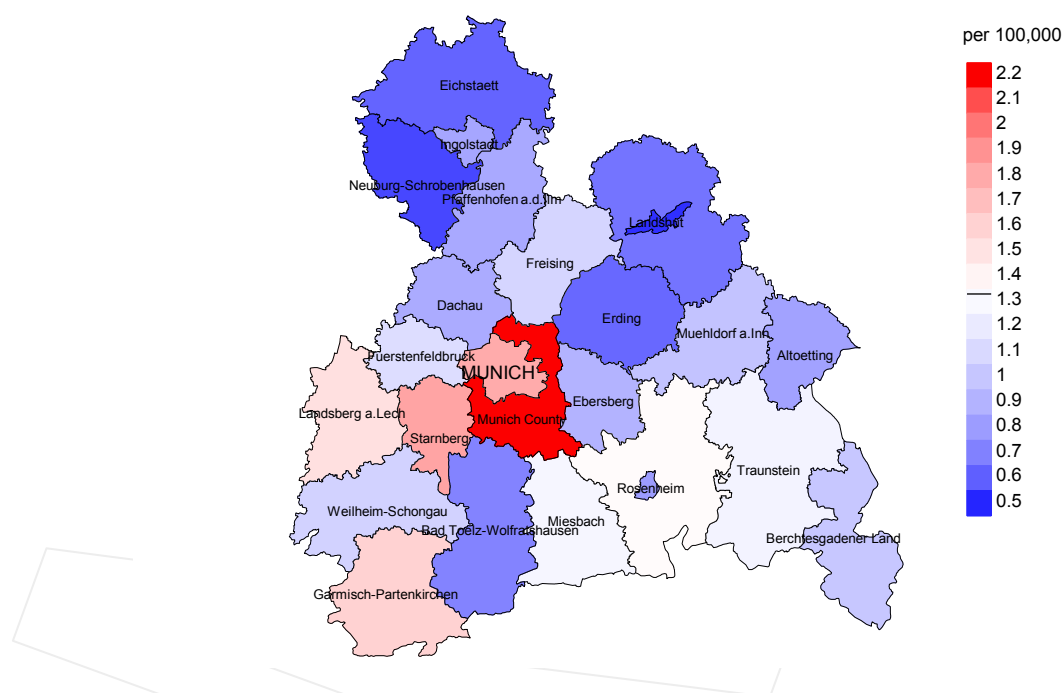 per 100,000
2.2
2.1
2
1.9
1.8
1.7
1.6
1.5
1.4
1.3
1.2
1.1
1
0.9
0.8
0.7
0.6
0.5
Eichstaett
Ingolstadt
Neuburg-Schrobenhausen
Pfaffenhofen a.d.Ilm
Landshut
Freising
Dachau
Erding
Muehldorf a.Inn
Altoetting
Fuerstenfeldbruck
MUNICH
Ebersberg
Landsberg a.Lech
Munich County
Starnberg
Traunstein
Rosenheim
Weilheim-Schongau
Miesbach
Bad Toelz-Wolfratshausen
Berchtesgadener Land
Garmisch-Partenkirchen